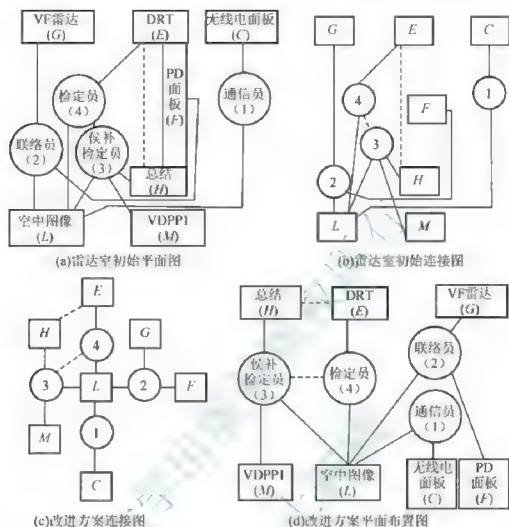 VF雷达
(G)
DRT
(E)
无线电面板
(C)
PD
面
板
(F)
检定员
(4)
通信员
(1)
联络员
(2)
候补
检定员
(3)
总结
(H)
空中图像
(L)
VDPP1
(M)
(a)雷达室初始平面图
G
E
C
4
1
F
3
2
H
L
M
(b)雷达室初始连接图
E
H
4
G
3
L
2
F
M
1
C
(c)改进方案连接图
总结
(H)
DRT
(E)
VF雷达
(G)
联络员
(2)
候补
检定员
(3)
检定员
(4)
通信员
(1)
VDPP1
(M)
空中图像
(L)
无线电
面板
(C)
PD
面板
(F)
(d)改进方案平面布置图